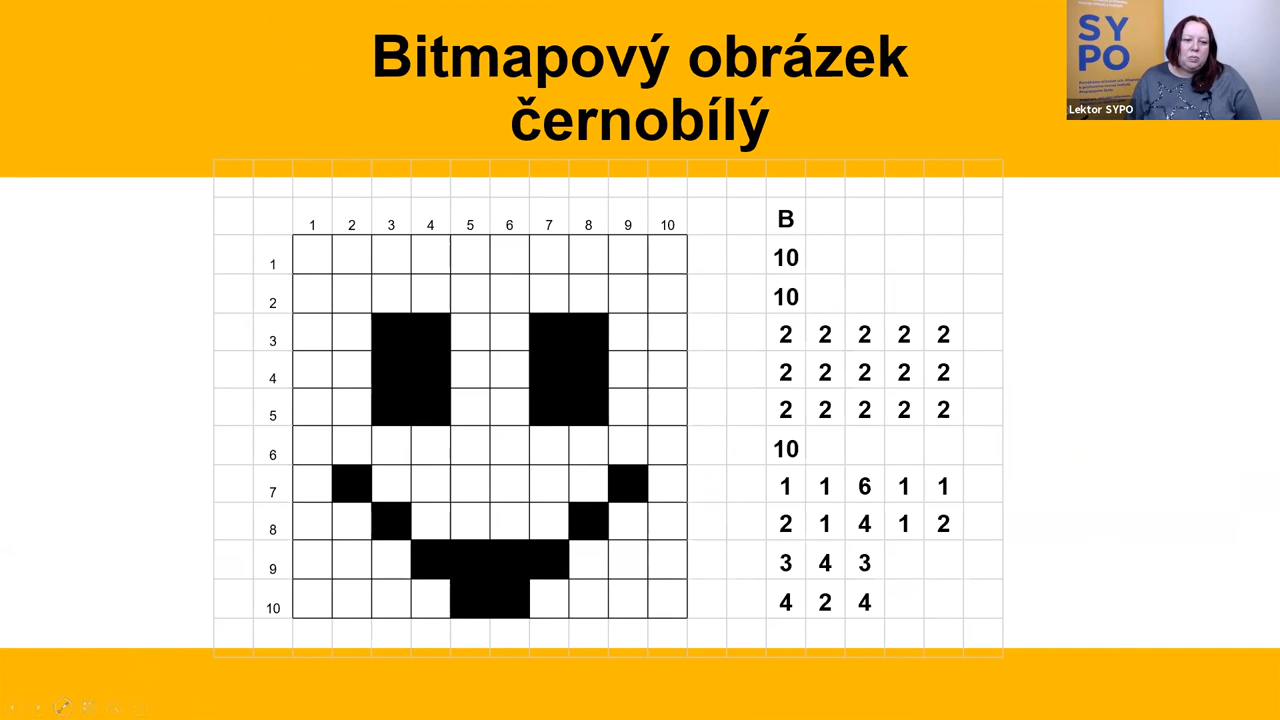 Bitmapový obrázek
černobílý
SY
PO
Lektor SYPO
1 2 3 4 5 6 7 8 9 10
B
1 10
2 10
3 2 2 2 2 2
4 2 2 2 2 2
5 2 2 2 2 2
6 10
7 1 1 6 1 1
8 2 1 4 1 2
9 3 4 3
10 4 2 4